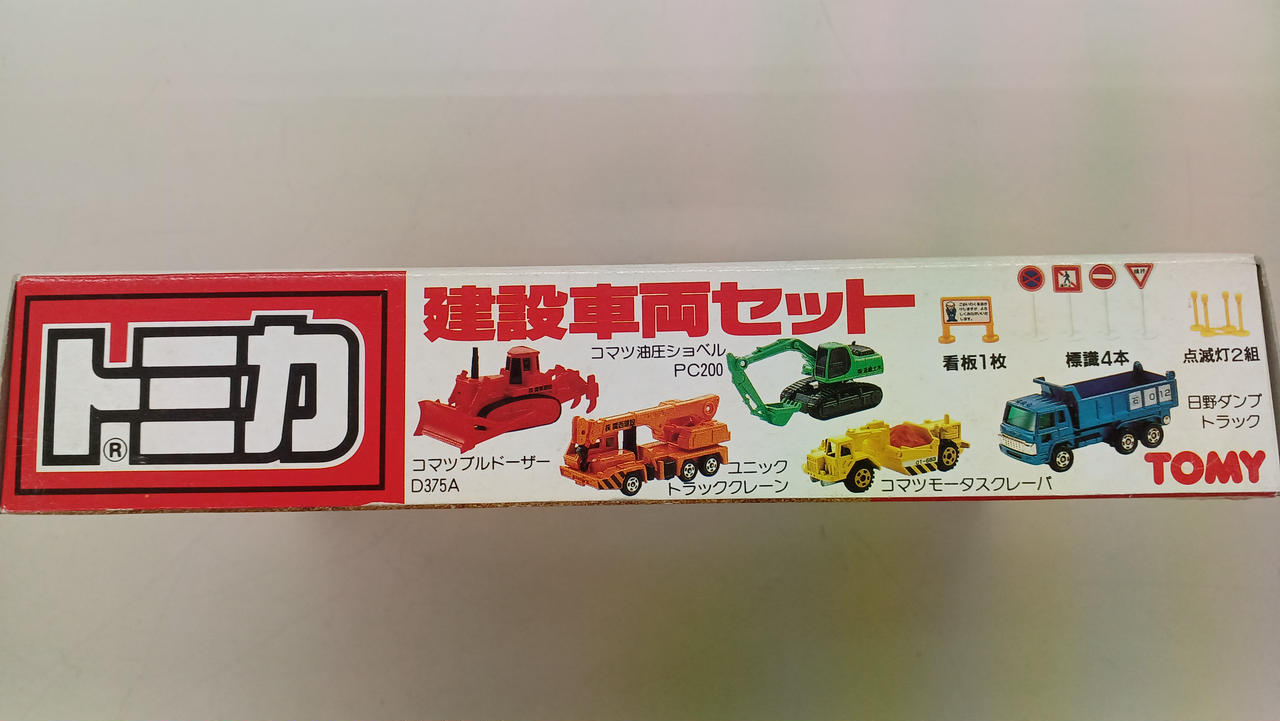 トミカ
®
建設車両セット
コマツブルドーザー
D375A
コマツ油圧ショベル
PC200
ユニック
トラッククレーン
コマツモータスクレーパ
看板1枚
標識4本
点滅灯2組
日野ダンプ
トラック
TOMY